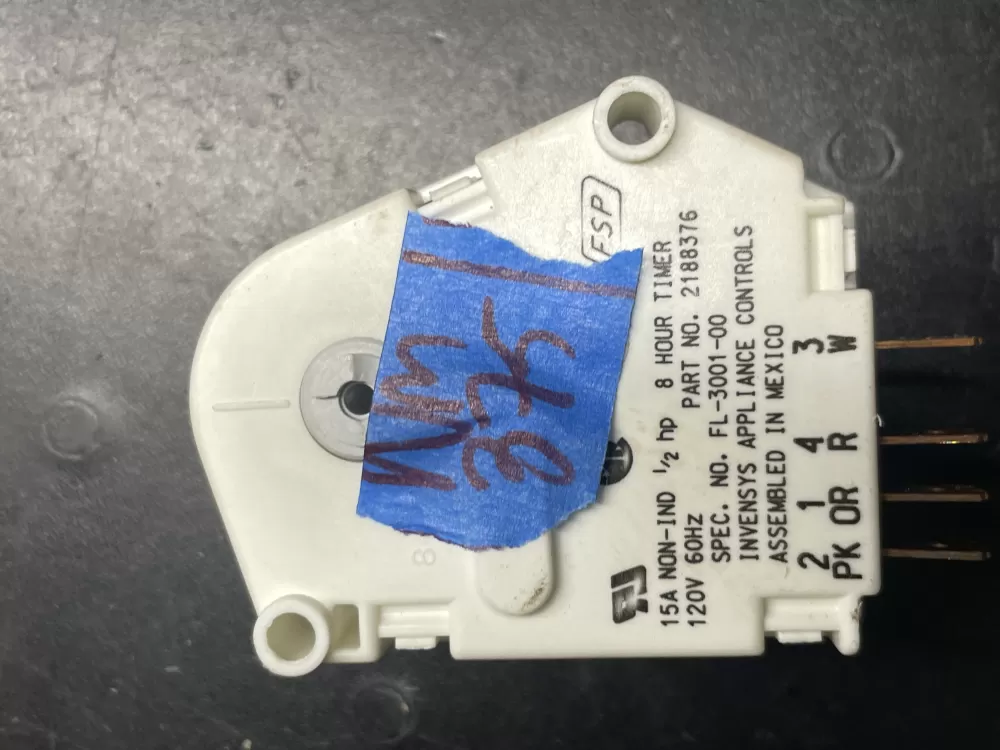 FSP
15A NON-IND 1/2 hp 8 HOUR TIMER
120V 60HZ PART NO. 2188376
SPEC. NO. FL-3001-00
INVENSYS APPLIANCE CONTROLS
ASSEMBLED IN MEXICO
2 1 4 3
PK OR R W
8